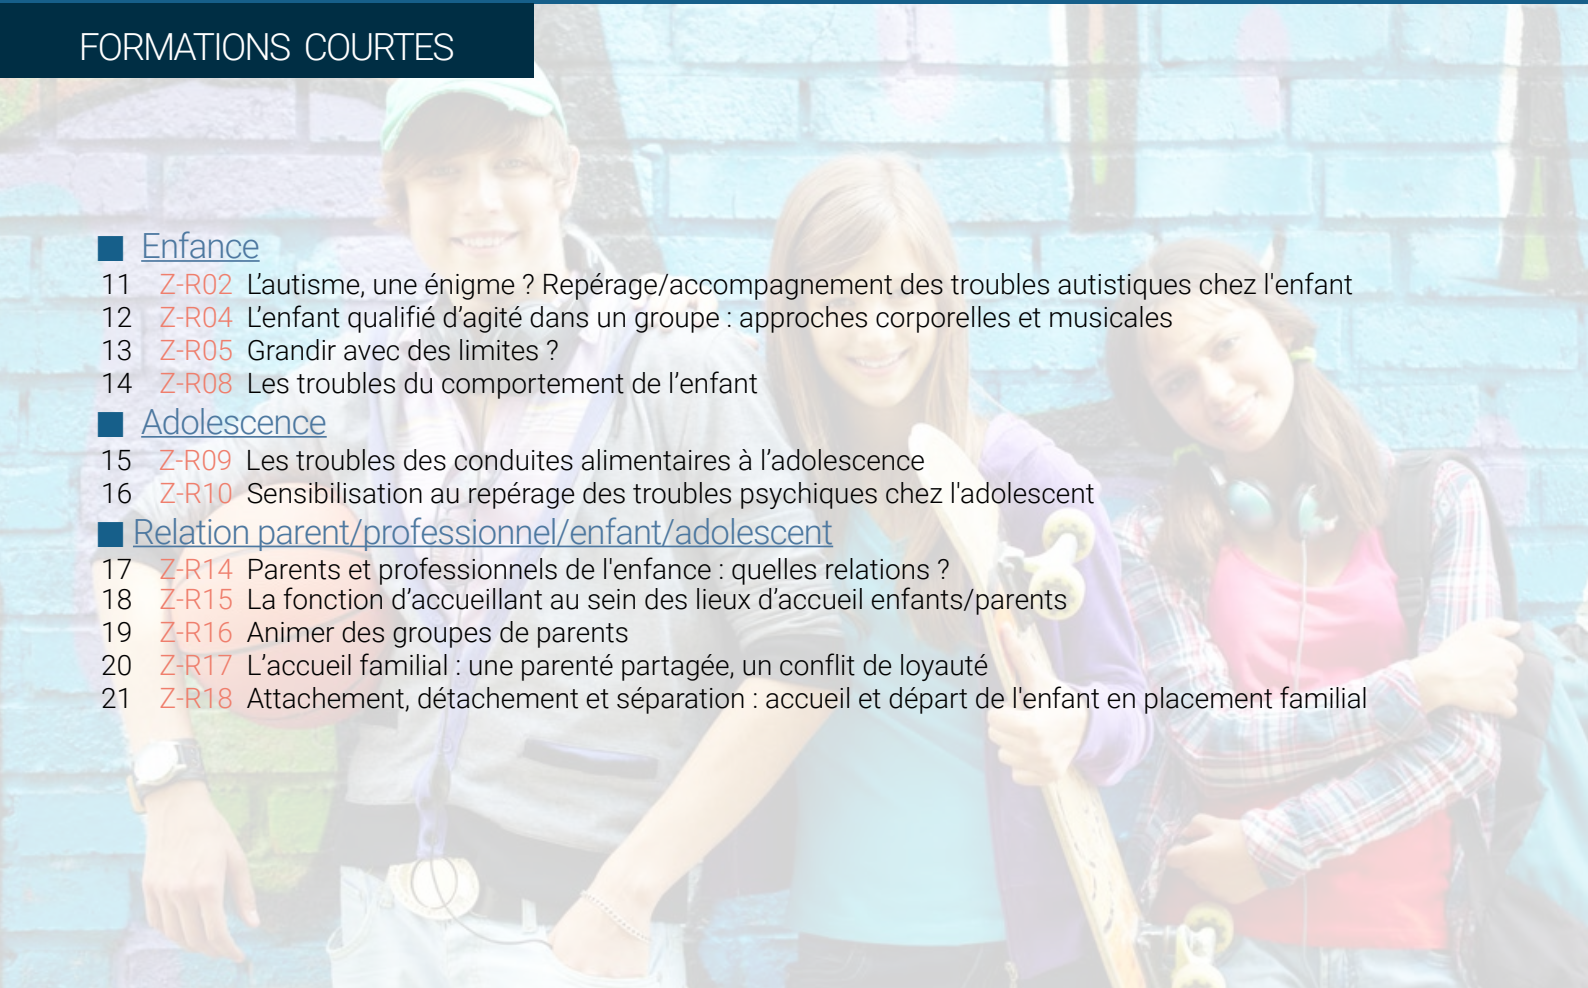 FORMATIONS COURTES
Enfance
11 Z-R02 L’autisme, une énigme ? Repérage/accompagnement des troubles autistiques chez l'enfant
12 Z-R04 L’enfant qualifié d’agité dans un groupe : approches corporelles et musicales
13 Z-R05 Grandir avec des limites ?
14 Z-R08 Les troubles du comportement de l’enfant
Adolescence
15 Z-R09 Les troubles des conduites alimentaires à l’adolescence
16 Z-R10 Sensibilisation au repérage des troubles psychiques chez l'adolescent
Relation parent/professionnel/enfant/adolescent
17 Z-R14 Parents et professionnels de l'enfance : quelles relations ?
18 Z-R15 La fonction d’accueillant au sein des lieux d’accueil enfants/parents
19 Z-R16 Animer des groupes de parents
20 Z-R17 L’accueil familial : une parenté partagée, un conflit de loyauté
21 Z-R18 Attachement, détachement et séparation : accueil et départ de l'enfant en placement familial